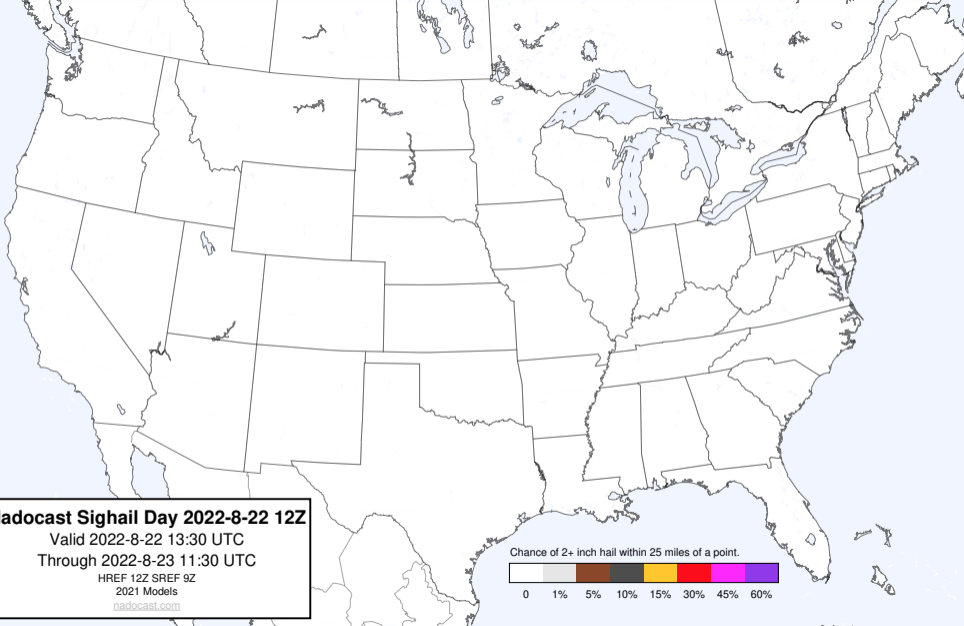 adocast Sighail Day 2022-8-22 12Z
Valid 2022-8-22 13:30 UTC
Through 2022-8-23 11:30 UTC
HREF 12Z SREF 9Z
2021 Models
nadocast.com
Chance of 2+ inch hail within 25 miles of a point.
0 1% 5% 10% 15% 30% 45% 60%